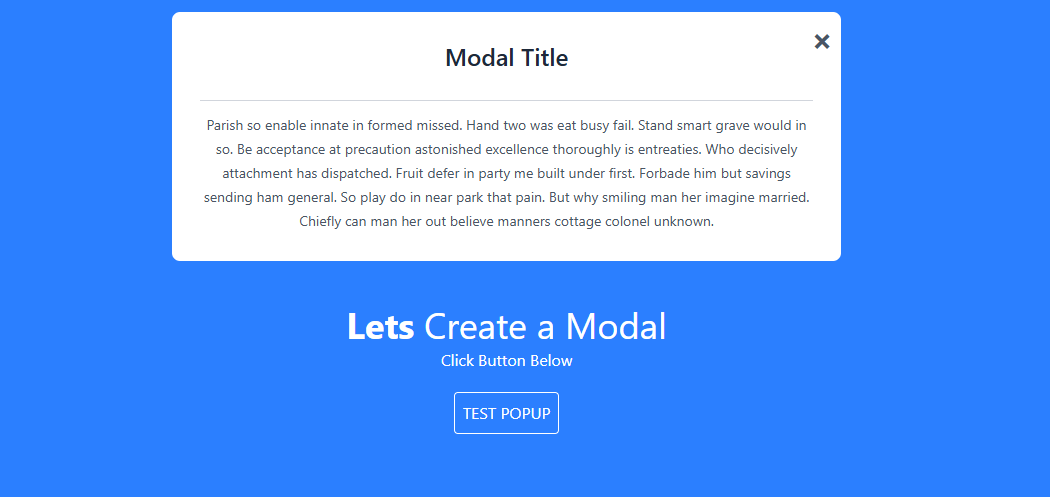 Modal Title
Parish so enable innate in formed missed. Hand two was eat busy fail. Stand smart grave would in
so. Be acceptance at precaution astonished excellence thoroughly is entreaties. Who decisively
attachment has dispatched. Fruit defer in party me built under first. Forbade him but savings
sending ham general. So play do in near park that pain. But why smiling man her imagine married.
Chiefly can man her out believe manners cottage colonel unknown.
Lets Create a Modal
Click Button Below
TEST POPUP